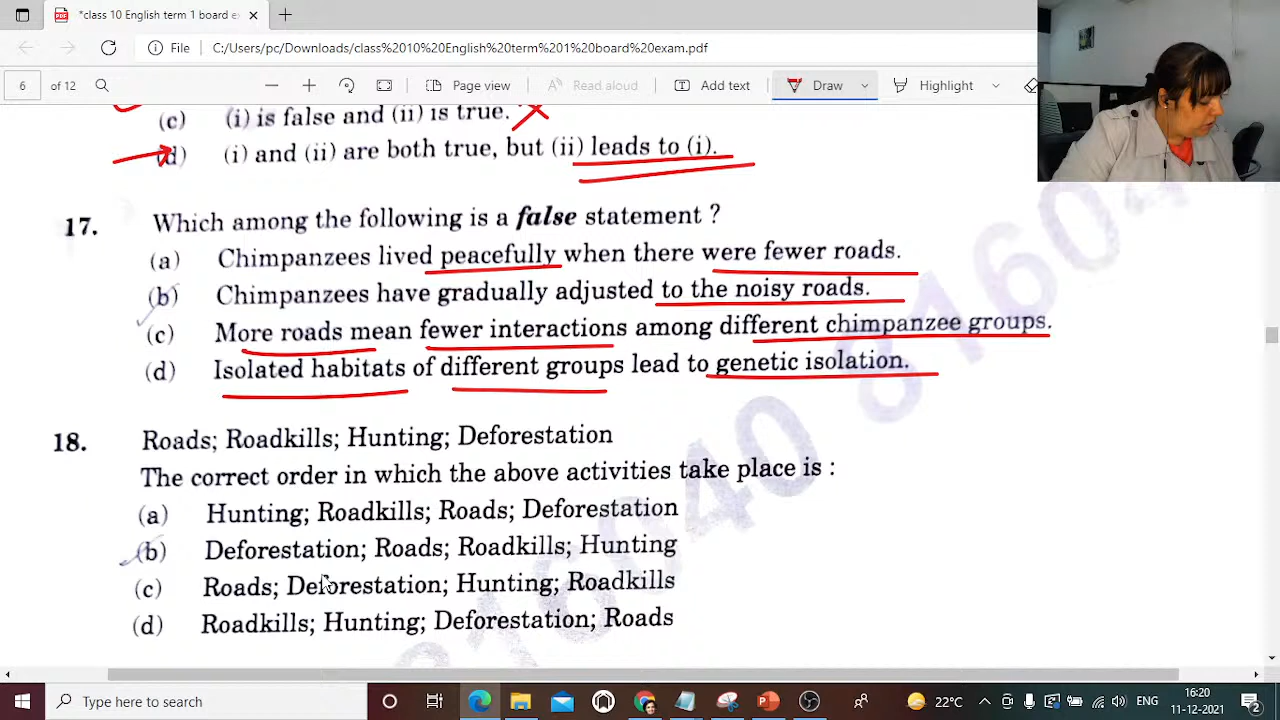 *class 10 English term 1 board e
File
C:/Users/pc/Downloads/class%2010%20English%20term%201%20board%20exam.pdf
6 of 12
Page view
Read aloud
Add text
Draw
Highlight
(c) (i) is false and (ii) is true.
(d) (i) and (ii) are both true, but (ii) leads to (i).
17. Which among the following is a false statement ?
(a) Chimpanzees lived peacefully when there were fewer roads.
(b) Chimpanzees have gradually adjusted to the noisy roads.
(c) More roads mean fewer interactions among different chimpanzee groups.
(d) Isolated habitats of different groups lead to genetic isolation.
18. Roads; Roadkills; Hunting; Deforestation
The correct order in which the above activities take place is :
(a) Hunting; Roadkills; Roads; Deforestation
(b) Deforestation; Roads; Roadkills; Hunting
(c) Roads; Deforestation; Hunting; Roadkills
(d) Roadkills; Hunting; Deforestation; Roads
Type here to search
22°C
ENG
16:20
11-12-2021